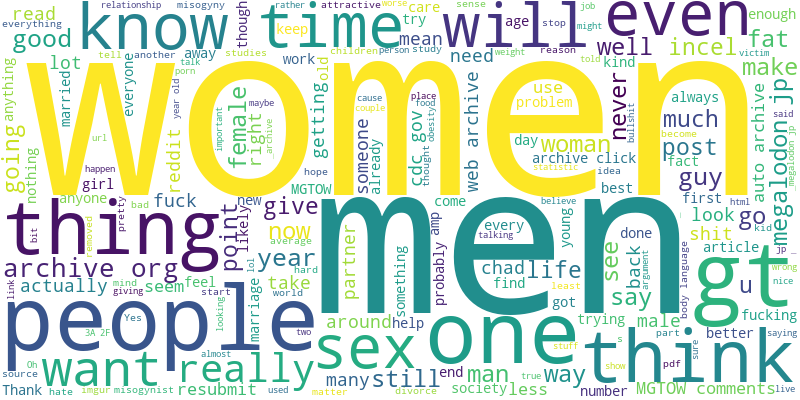 relationship misogyny
though
rather attractive
worse
care
sense
job
everything
another
keep
age
stop
might
read
know
time
will
even
enough
good
away
studies
try
mean
well
incel
fat
anything
tell
talk
porn
children
person study
weight
reason
told
victim
married
lot
everyone
work
old
need
kind
make
women
going
nothing
url
reddit
year old
female
right
maybe
important
archive
getting
someone
already
cause
couple
thought
cdc gov
place
food
obesity
web archive
use
problem
day
woman
never
always
much
post
bullshit
become
fact
auto archive
megalodon jp
said
megalodon jp
happen
girl
pretty
hope
MGTOW
archive click
statistic
idea
best
guy
first
html
anyone
fuck
new
come
believe
thing
men
bit
bad
removed
give
point
likely
now
year
partner
something
probably amp
every
talking
young
done
see
look
go
shit
kid
archive org
average
chad
life
back
argument
article
u
gt
wrong
nice
actually
seem
feel
hard
take
find
say
body language
link
mind
giving
start
lol
world
marriage
got
least
fucking
people
Yes
3A 2F
looking
two
around
help
trying
male
better
s
part
sure
saying
source
Oh
almost
sex
one
stuff
think
want
really
many
still
end
man
way
show
pdf
Thank
hate
imgur
misogynist
resubmit
used
matter
divorce
society
true
less
number
MGTOW comments
live